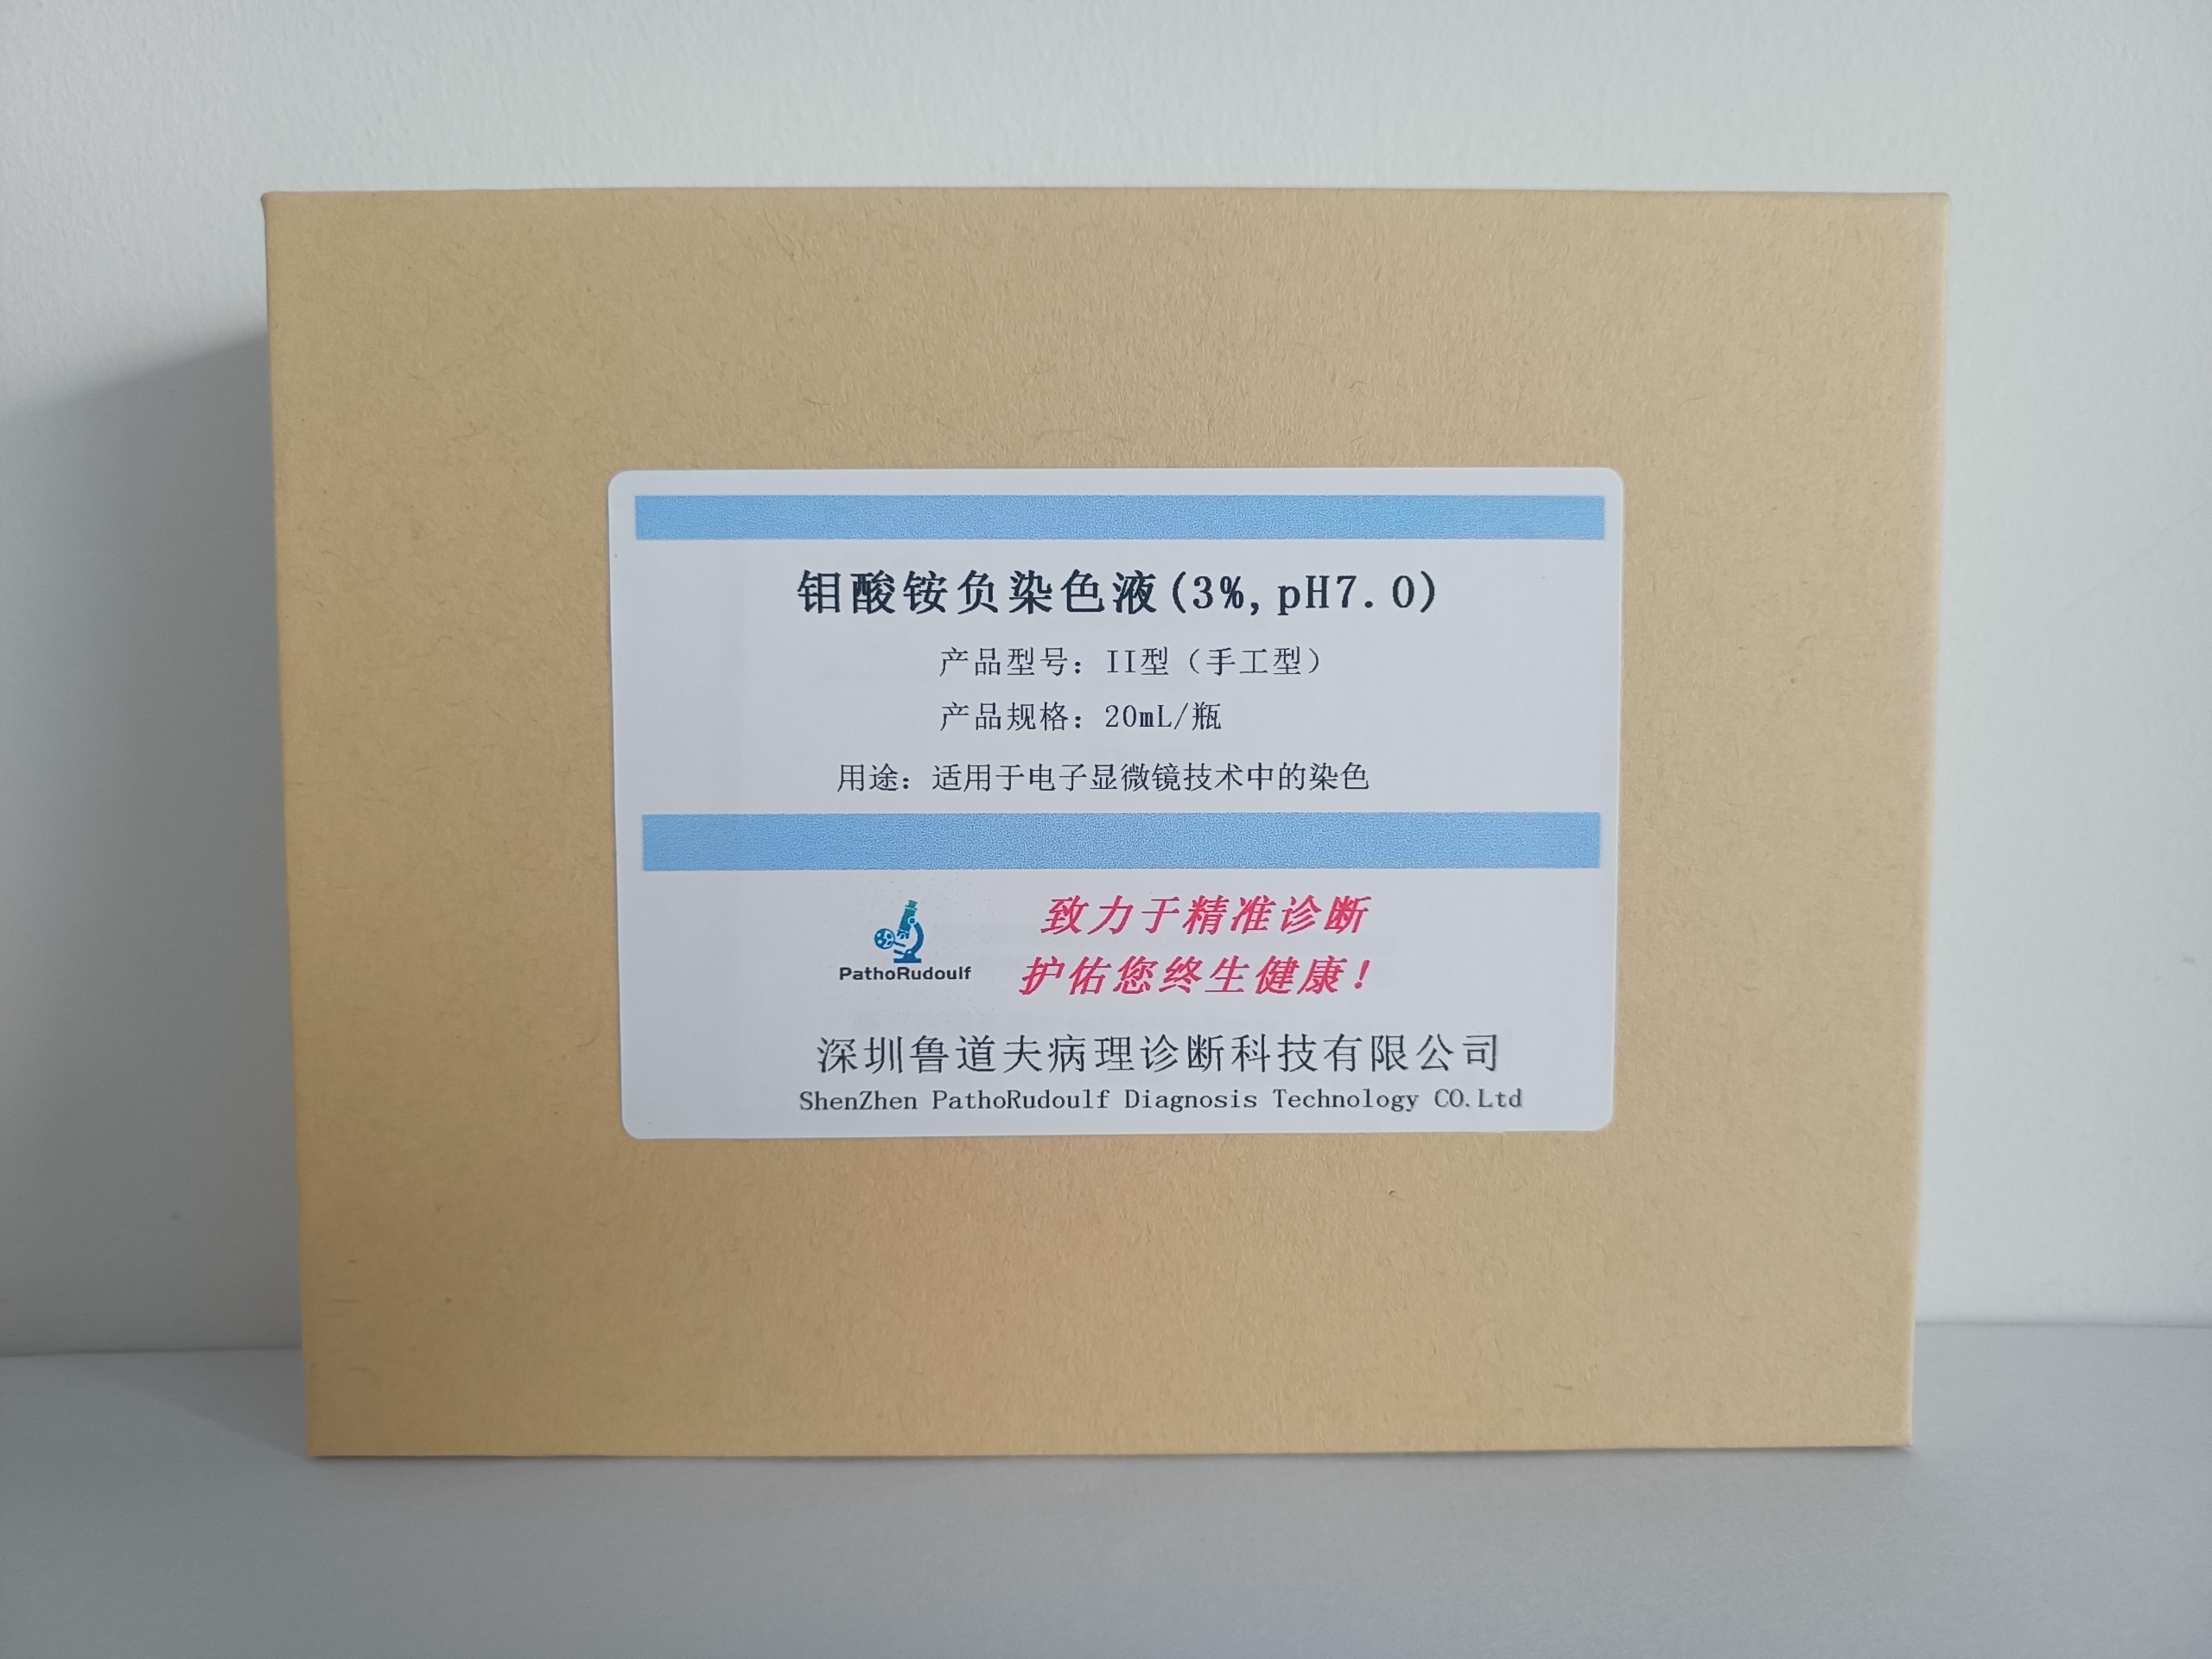 钼酸铵负染色液(3%,pH7.0)
产品型号：II型（手工型）
产品规格：20mL/瓶
用途：适用于电子显微镜技术中的染色
PathoRudoulf
致力于精准诊断
护佑您终生健康！
深圳鲁道夫病理诊断科技有限公司
ShenZhen PathoRudoulf Diagnosis Technology CO.Ltd